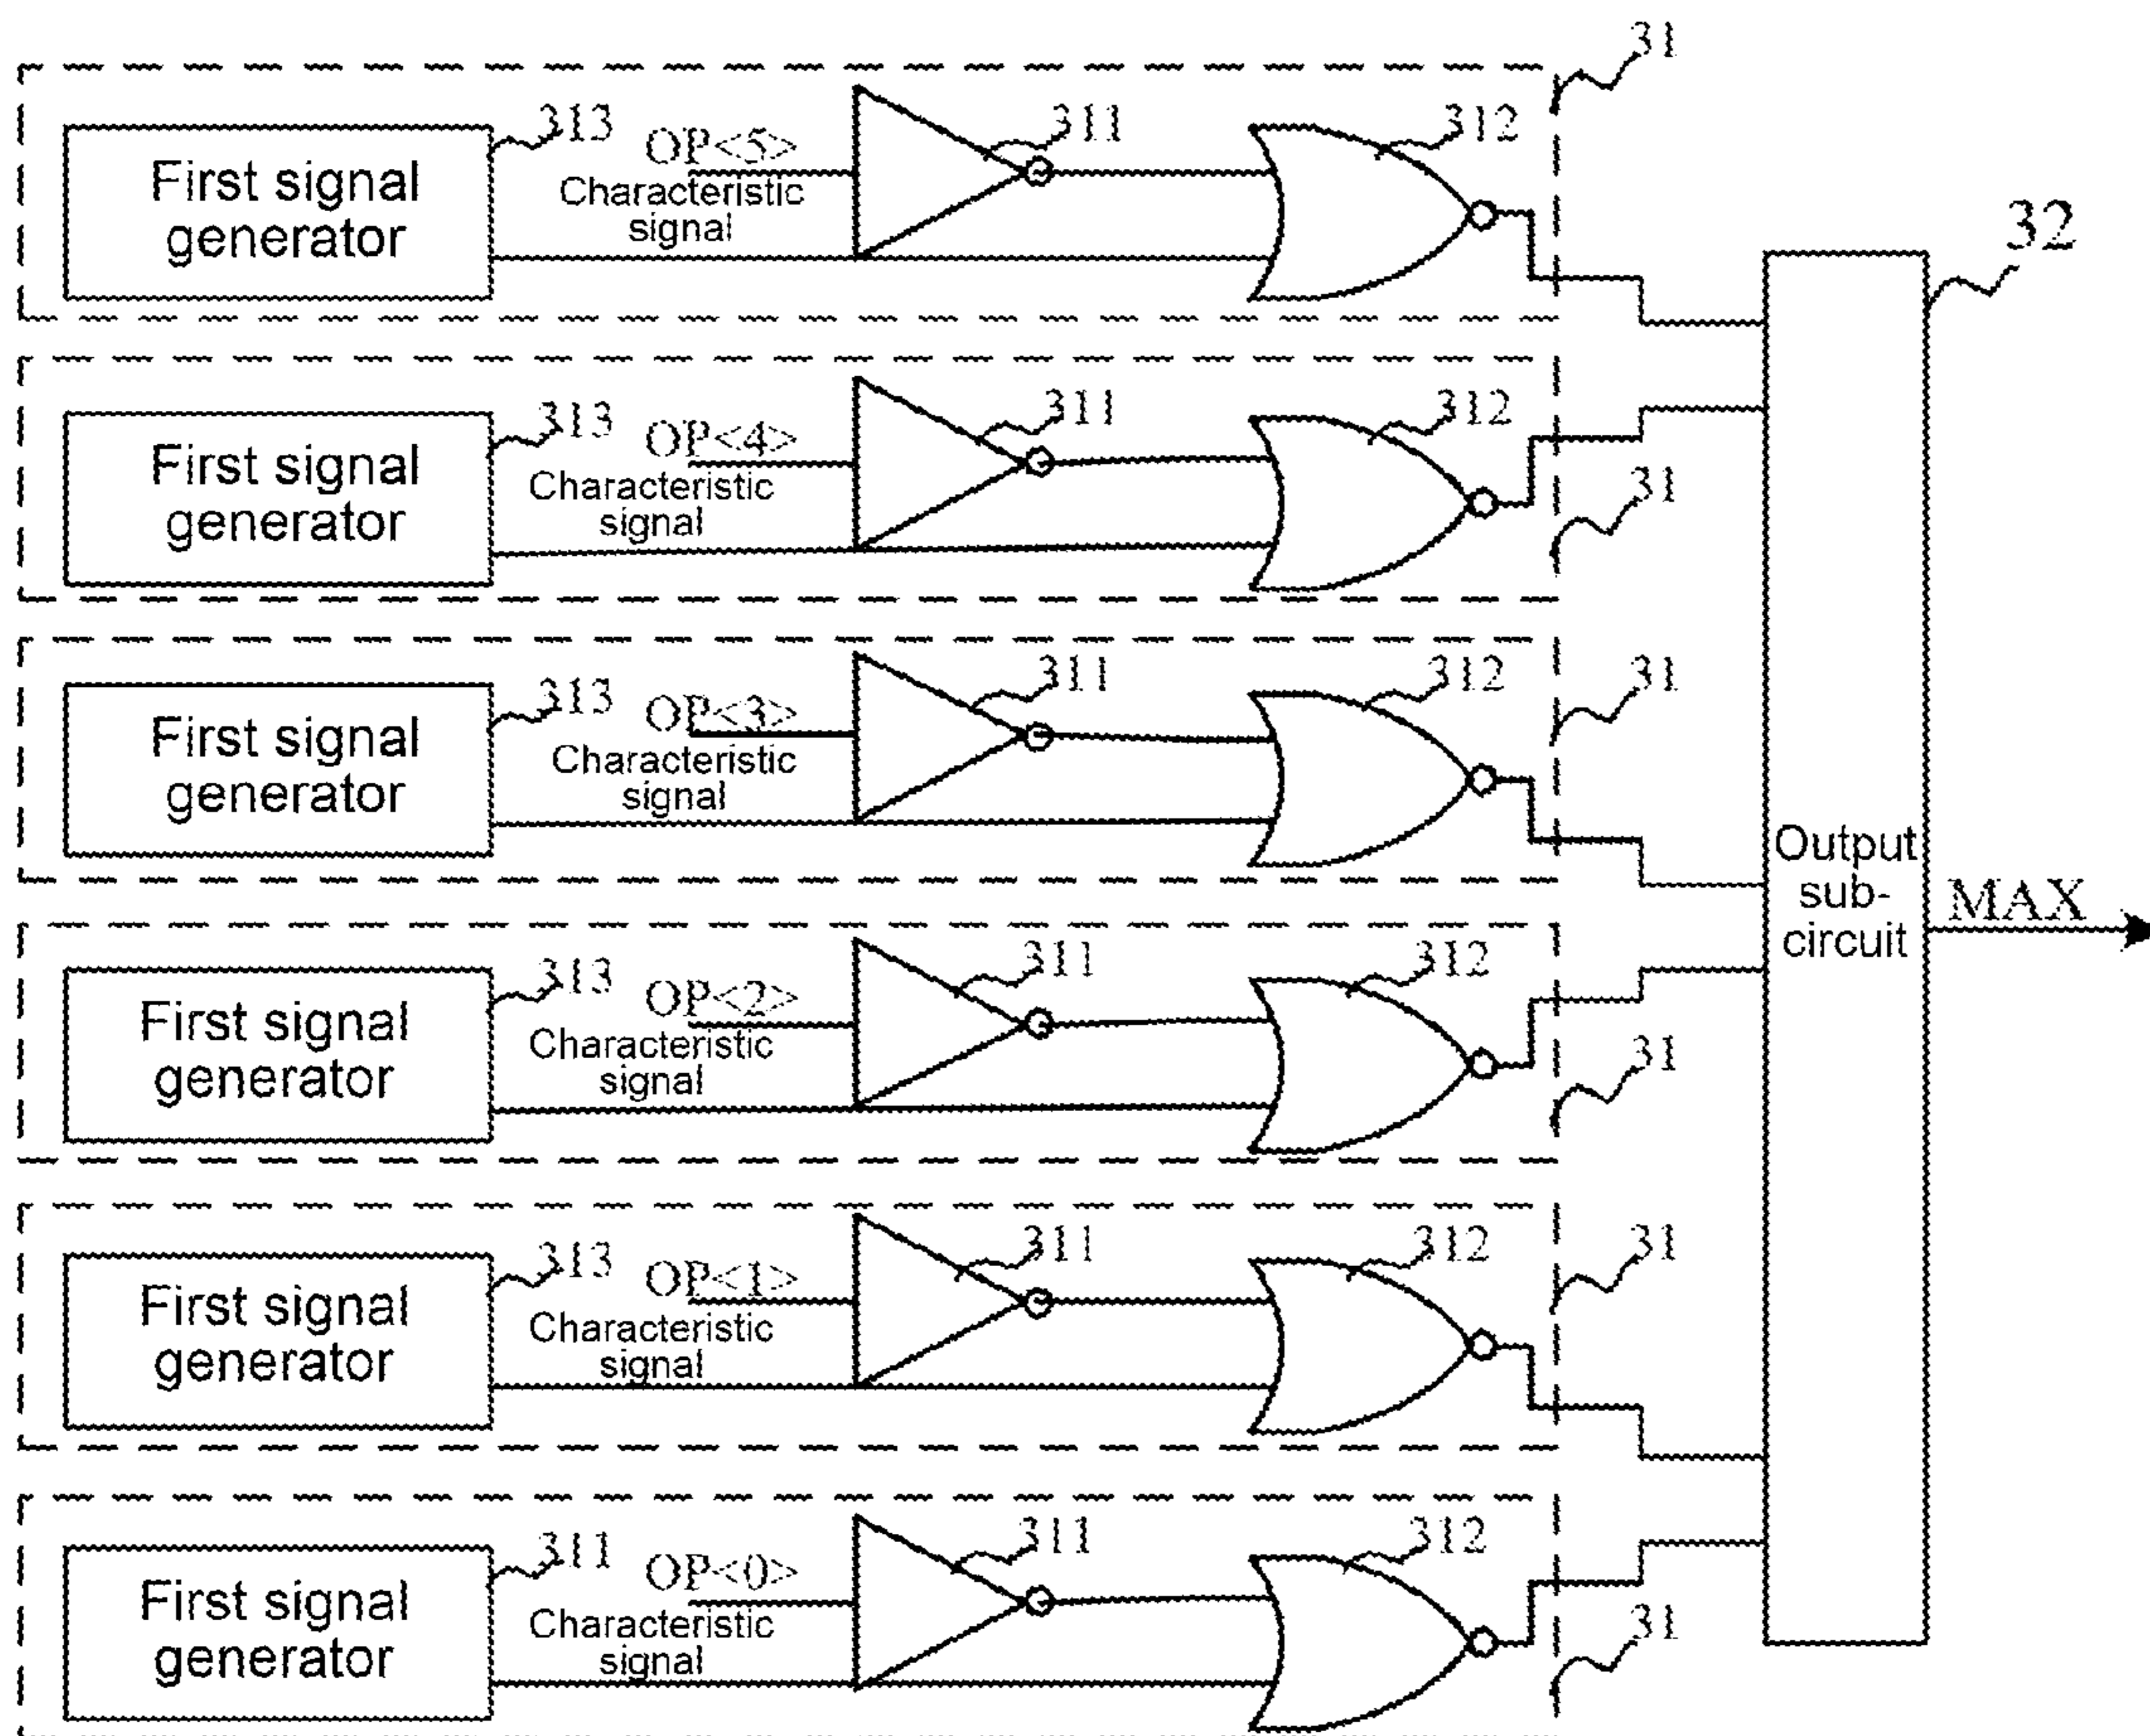 31
313
OP<5>
311
312
First signal
generator
Characteristic
signal
32
313
OP<4>
311
312
First signal
generator
Characteristic
signal
31
313
OP<3>
311
312
31
First signal
generator
Characteristic
signal
Output
sub-
circuit
MAX
313
OP<2>
311
312
First signal
generator
Characteristic
signal
31
313
OP<1>
311
312
31
First signal
generator
Characteristic
signal
311
OP<0>
311
312
First signal
generator
Characteristic
signal
31